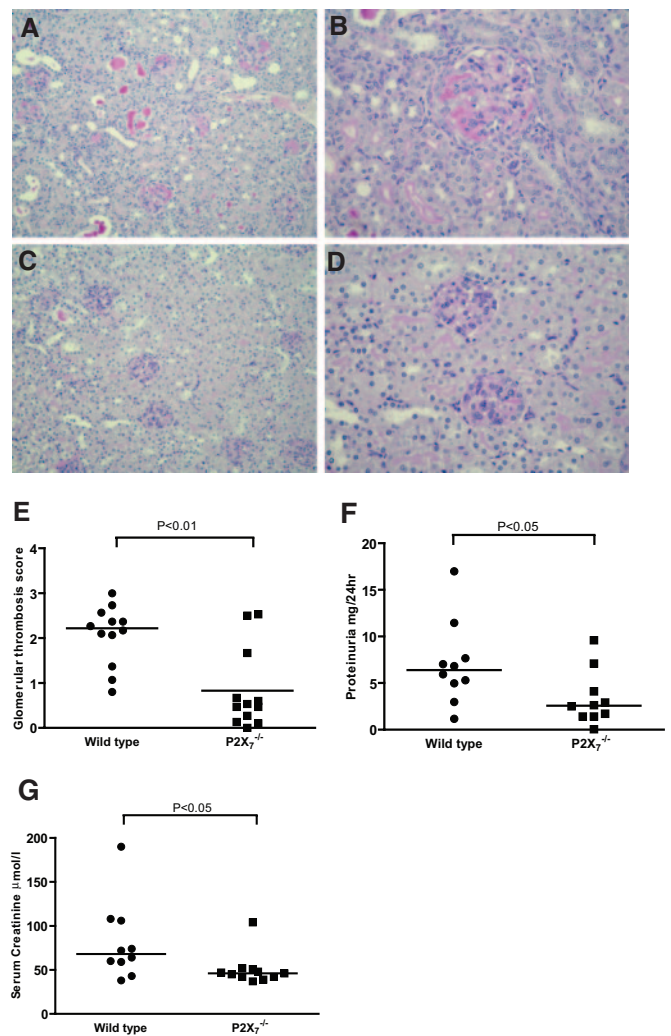 A
B
C
D
E
P<0.01
Glomerular thrombosis score
4
3
2
1
0
Wild type
P2X₇⁻/⁻
F
P<0.05
Proteinuria mg/24hr
20
15
10
5
0
Wild type
P2X₇⁻/⁻
G
P<0.05
Serum Creatinine µmol/l
200
150
100
50
0
Wild type
P2X₇⁻/⁻